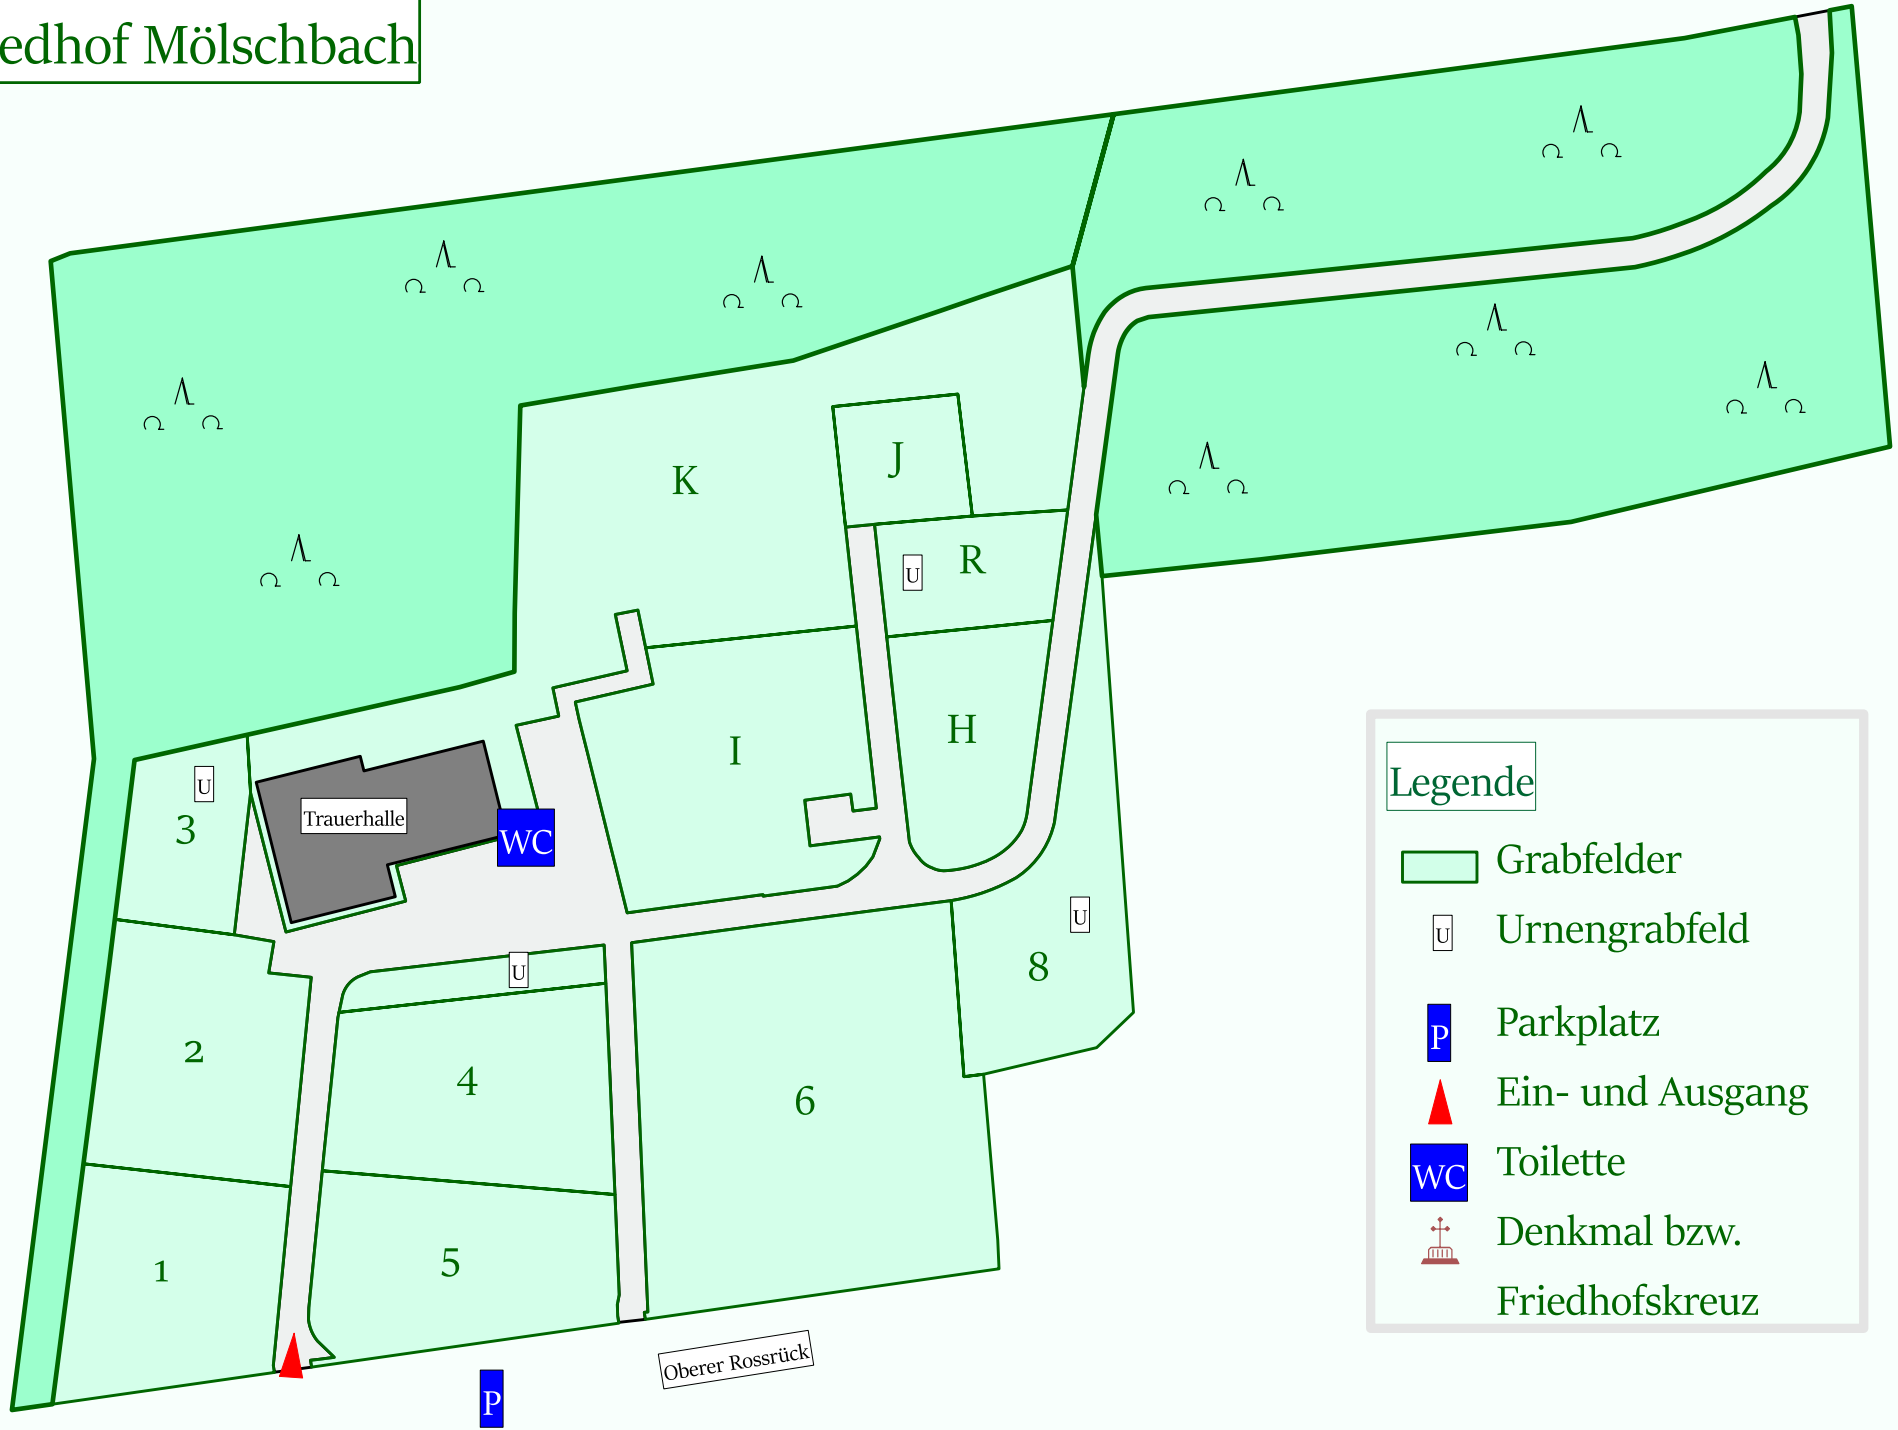 edhof Mölschbach
K
J
R
U
I
H
U
3
Trauerhalle
WC
U
8
U
2
4
6
1
5
Oberer Rossrück
P
Legende
Grabfelder
U Urnengrabfeld
P Parkplatz
Ein- und Ausgang
WC Toilette
Denkmal bzw.
Friedhofskreuz